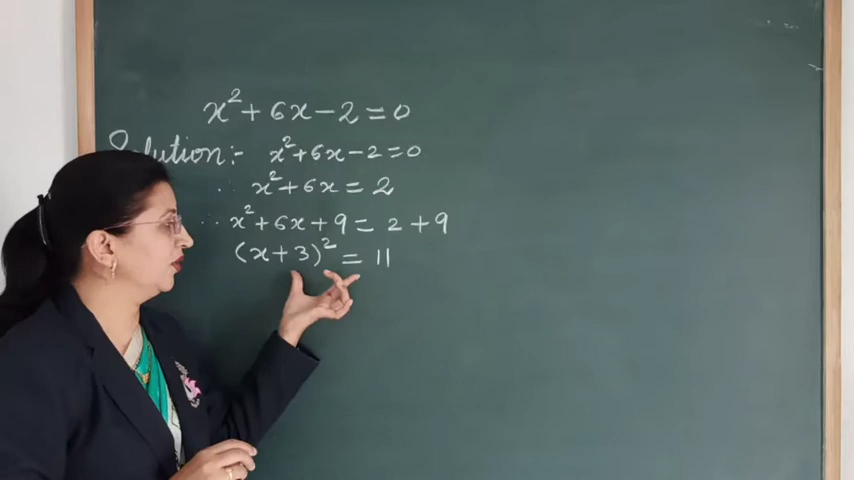 x² + 6x - 2 = 0
Solution:- x² + 6x - 2 = 0
∴ x² + 6x = 2
∴ x² + 6x + 9 = 2 + 9
(x + 3)² = 11